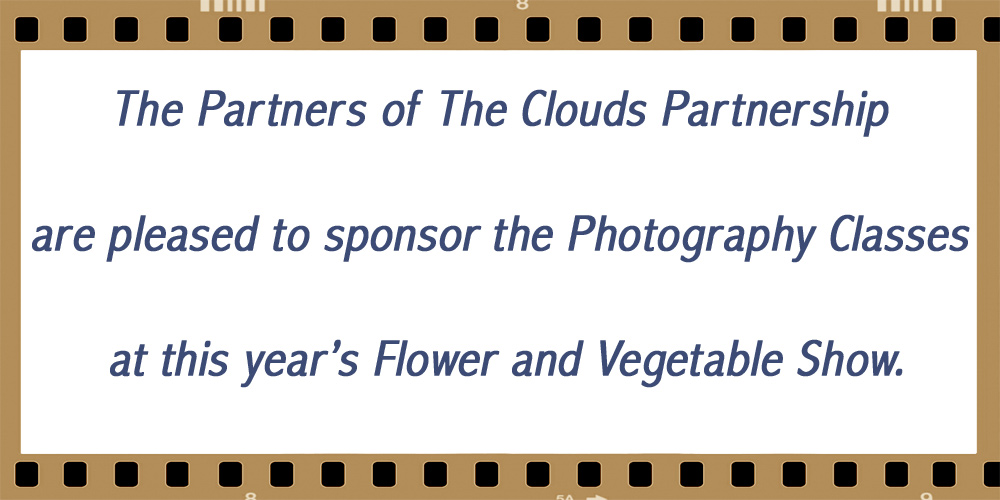 8
The Partners of The Clouds Partnership
are pleased to sponsor the Photography Classes
at this year’s Flower and Vegetable Show.
8 5A 9